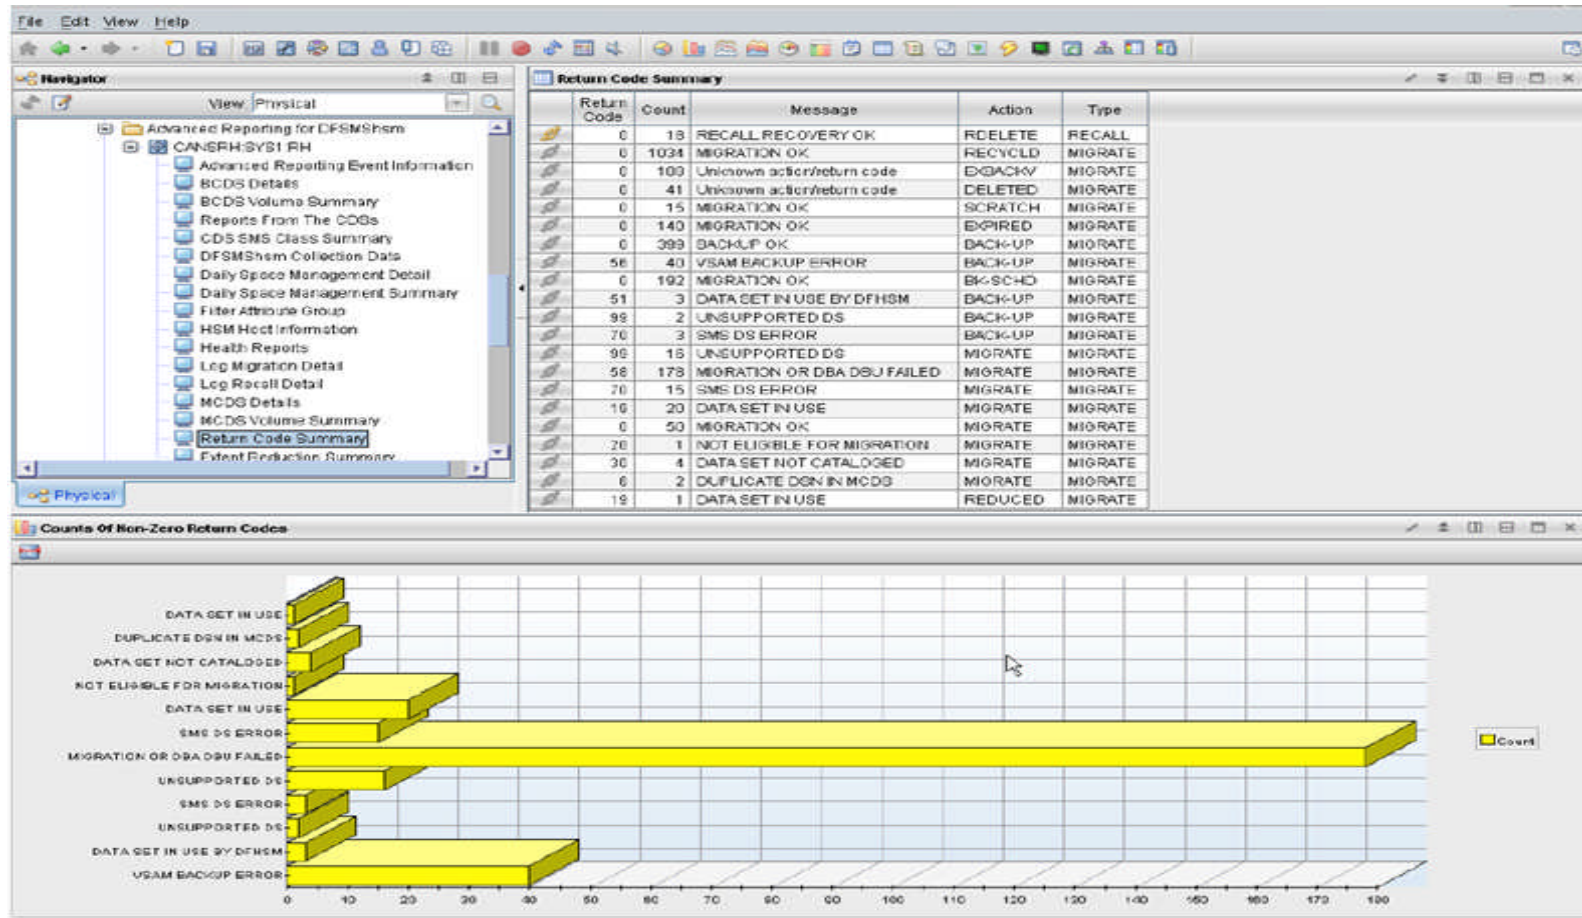 File Edit View Help
Navigator
View: Physical
Advanced Reporting for DFSMShsm
CANSRH:SYS1:RH
Advanced Reporting Event Information
BCDS Details
BCDS Volume Summary
Reports From The CDSs
CDS SMS Class Summary
DFSMShsm Collection Data
Daily Space Management Detail
Daily Space Management Summary
Filter Attribute Group
HSM Host Information
Health Reports
Log Migration Detail
Log Recall Detail
MCDS Details
MCDS Volume Summary
Return Code Summary
Extent Reduction Summary
Physical
Return Code Summary
Return Code Count Message Action Type
0 18 RECALL RECOVERY OK RDELETE RECALL
0 1034 MIGRATION OK RECYCLD MIGRATE
0 Unknown action/return code EXBACKV MIGRATE
0 41 Unknown action/return code DELETED MIGRATE
0 15 MIGRATION OK SCRATCH MIGRATE
0 140 MIGRATION OK EXPIRED MIGRATE
0 399 BACKUP OK BACK-UP MIGRATE
56 40 VSAM BACKUP ERROR BACK-UP MIGRATE
0 192 MIGRATION OK BK-SCHD MIGRATE
51 3 DATA SET IN USE BY DFHSM BACK-UP MIGRATE
99 2 UNSUPPORTED DS BACK-UP MIGRATE
70 3 SMS DS ERROR BACK-UP MIGRATE
99 16 UNSUPPORTED DS MIGRATE MIGRATE
58 178 MIGRATION OR DBA DBU FAILED MIGRATE MIGRATE
70 15 SMS DS ERROR MIGRATE MIGRATE
19 20 DATA SET IN USE MIGRATE MIGRATE
0 50 MIGRATION OK MIGRATE MIGRATE
1 NOT ELIGIBLE FOR MIGRATION MIGRATE MIGRATE
30 4 DATA SET NOT CATALOGED MIGRATE MIGRATE
6 2 DUPLICATE DSN IN MCDS MIGRATE MIGRATE
19 1 DATA SET IN USE REDUCED MIGRATE
Counts Of Non-Zero Return Codes
DATA SET IN USE
DUPLICATE DSN IN MCDS
DATA SET NOT CATALOGED
NOT ELIGIBLE FOR MIGRATION
DATA SET IN USE
SMS DS ERROR
MIGRATION OR DBA DBU FAILED
UNSUPPORTED DS
SMS DS ERROR
UNSUPPORTED DS
DATA SET IN USE BY DFHSM
VSAM BACKUP ERROR
Count
0 10 20 30 40 50 60 70 80 90 100 110 120 130 140 150 160 170 180